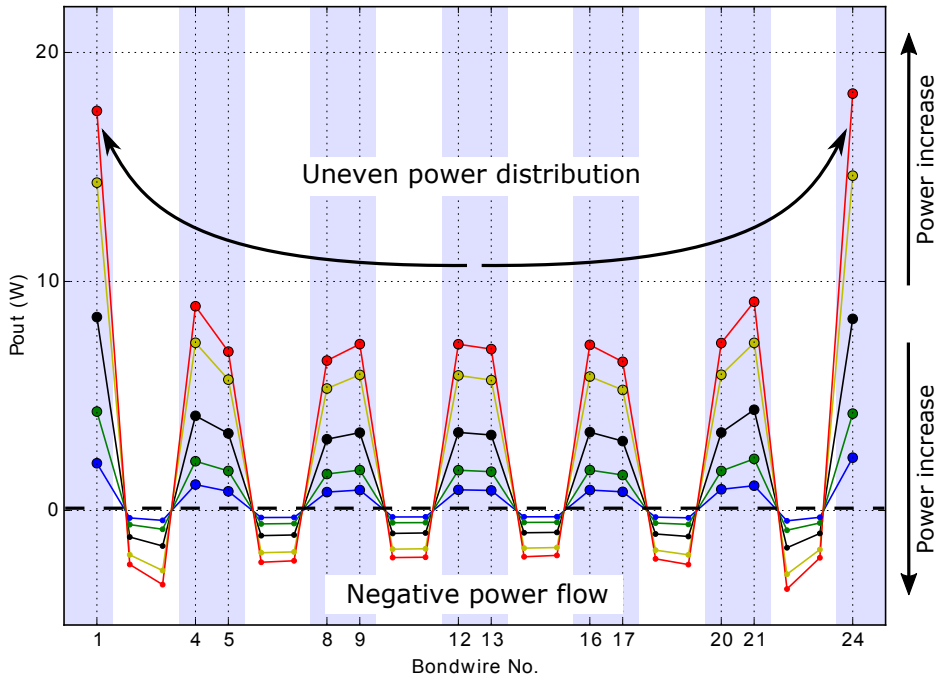 20
10
0
Pout (W)
Uneven power distribution
Negative power flow
Power increase
Power increase
1 4 5 8 9 12 13 16 17 20 21 24
Bondwire No.